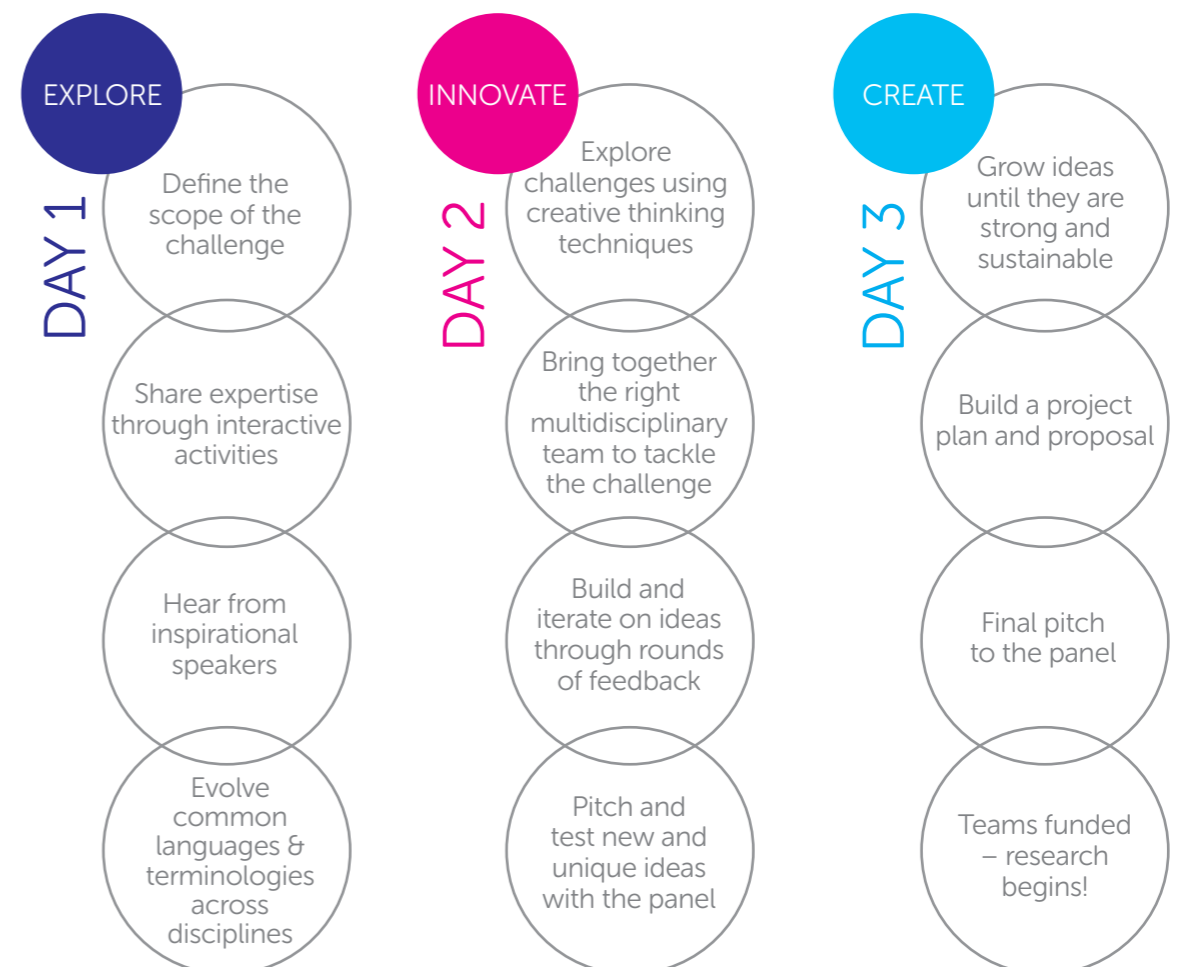 EXPLORE
DAY 1
Define the
scope of the
challenge
Share expertise
through interactive
activities
Hear from
inspirational
speakers
Evolve
common
languages &
terminologies
across
disciplines
INNOVATE
DAY 2
Explore
challenges using
creative thinking
techniques
Bring together
the right
multidisciplinary
team to tackle
the challenge
Build and
iterate on ideas
through rounds
of feedback
Pitch and
test new and
unique ideas
with the panel
CREATE
DAY 3
Grow ideas
until they are
strong and
sustainable
Build a project
plan and proposal
Final pitch
to the panel
Teams funded
– research
begins!